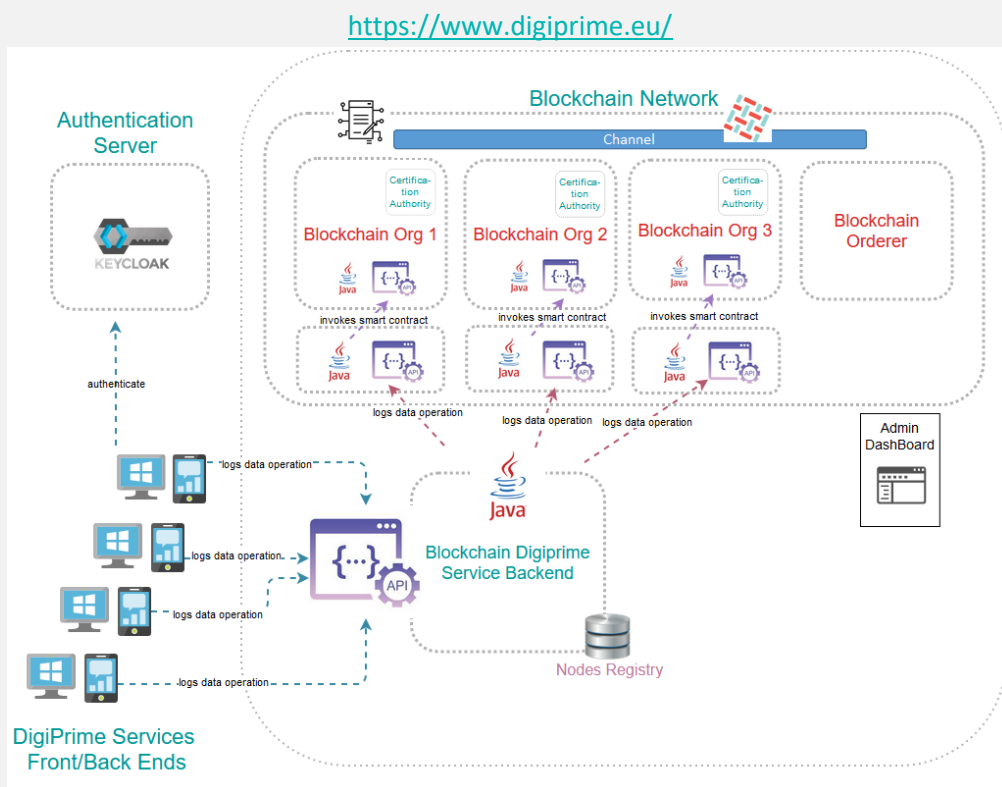 https://www.digiprime.eu/
Blockchain Network
Authentication
Server
Channel
Certifica-
tion
Authority
Certifica-
tion
Authority
Certifica-
tion
Authority
Blockchain Org 1
Blockchain Org 2
Blockchain Org 3
Blockchain
Orderer
KEYCLOAK
Java
{...}
API
Java
{...}
API
Java
{...}
API
invokes smart contract
invokes smart contract
invokes smart contract
Java
{...}
API
Java
{...}
API
Java
{...}
API
authenticate
logs data operation
logs data operation
logs data operation
Admin
DashBoard
logs data operation
Java
logs data operation
{...}
API
Blockchain Digiprime
Service Backend
logs data operation
logs data operation
Nodes Registry
DigiPrime Services
Front/Back Ends